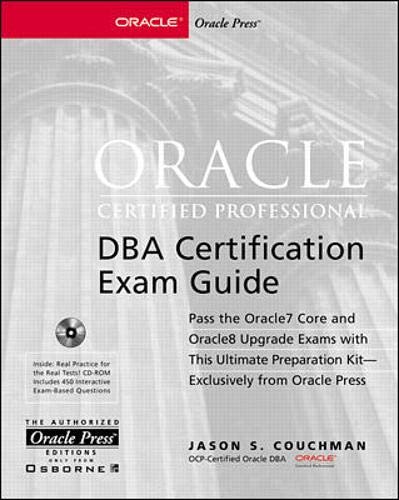 ORACLE® Oracle Press™
ORACLE
CERTIFIED PROFESSIONAL
DBA Certification
Exam Guide
Pass the Oracle7 Core and
Oracle8 Upgrade Exams with
This Ultimate Preparation Kit—
Exclusively from Oracle Press
Inside: Real Practice for
the Real Tests! CD-ROM
Includes 450 Interactive
Exam-Based Questions
THE AUTHORIZED
Oracle Press™
EDITIONS
ONLY FROM
OSBORNE
JASON S. COUCHMAN
OCP-Certified Oracle DBA
ORACLE®
Certified Professional